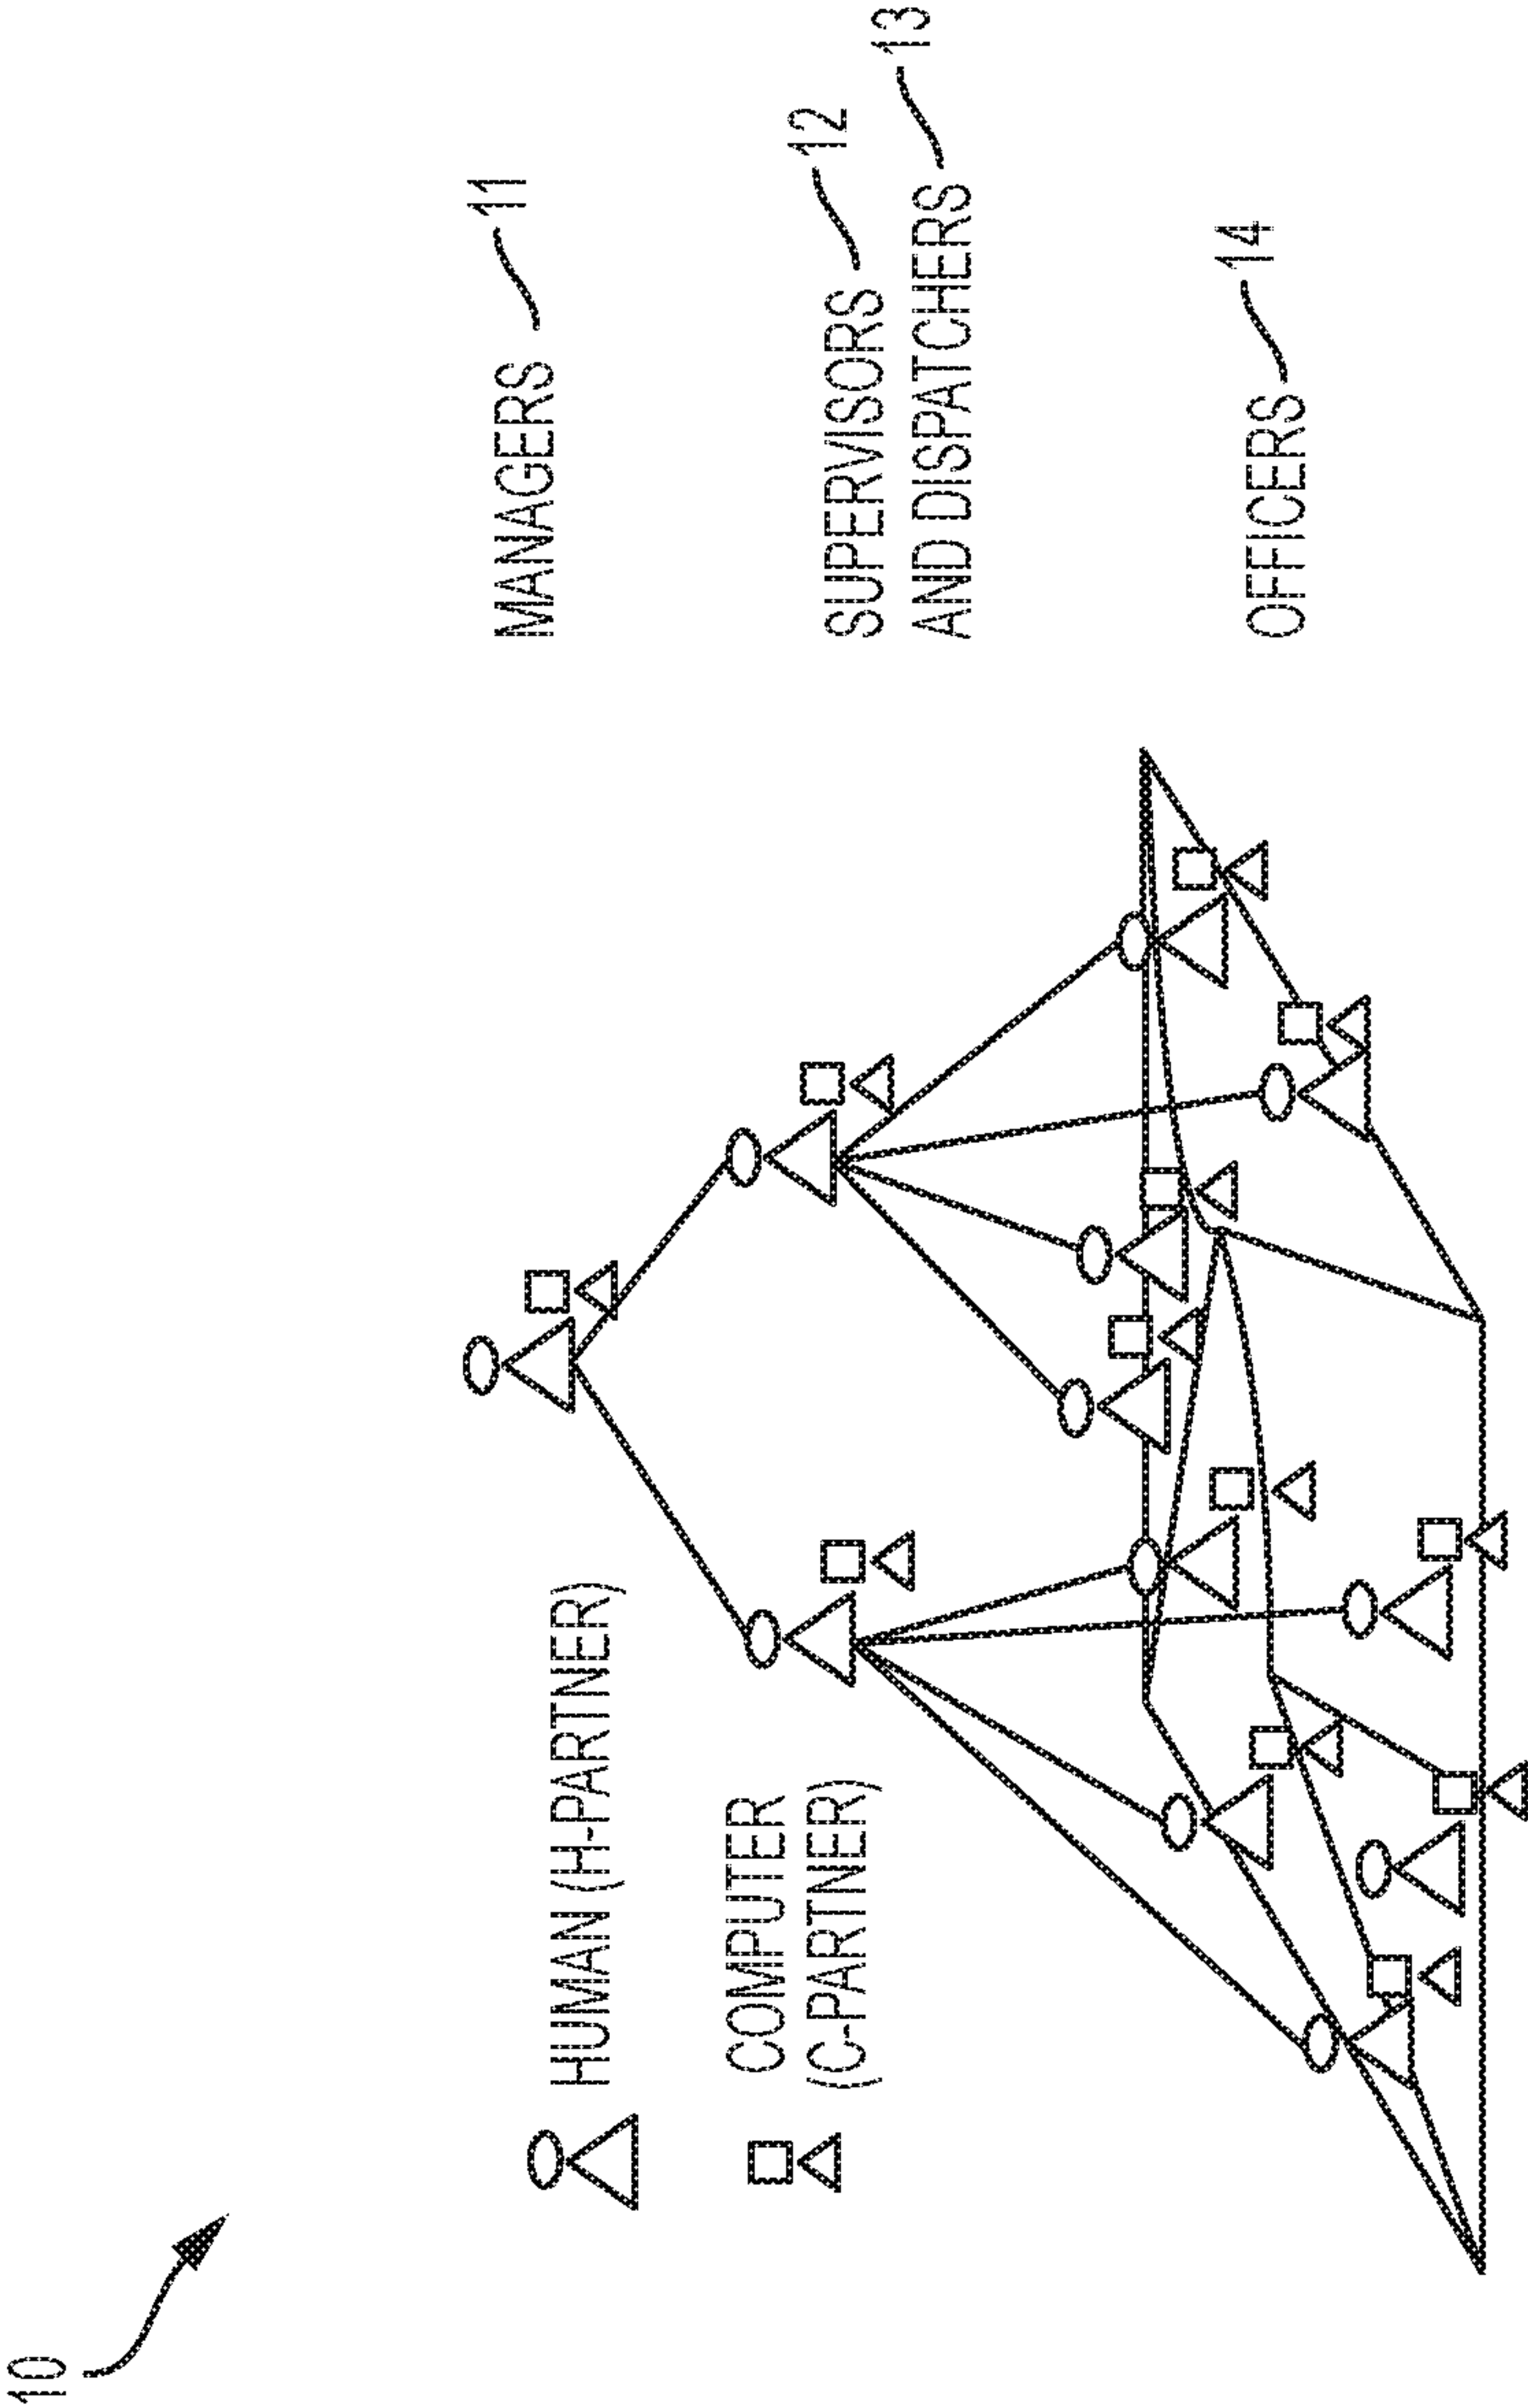 10
HUMAN (H-PARTNER)
COMPUTER
(C-PARTNER)
MANAGERS 11
SUPERVISORS 12
AND DISPATCHERS 13
OFFICERS 14